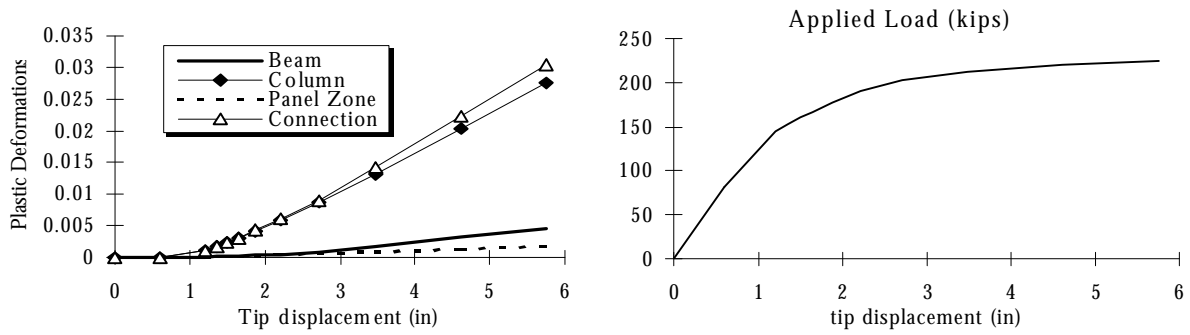 0.035
0.03
0.025
0.02
0.015
0.01
0.005
0
Plastic Deformations
Beam
Column
Panel Zone
Connection
0 1 2 3 4 5 6
Tip displacement (in)
Applied Load (kips)
250
200
150
100
50
0
0 1 2 3 4 5 6
tip displacement (in)